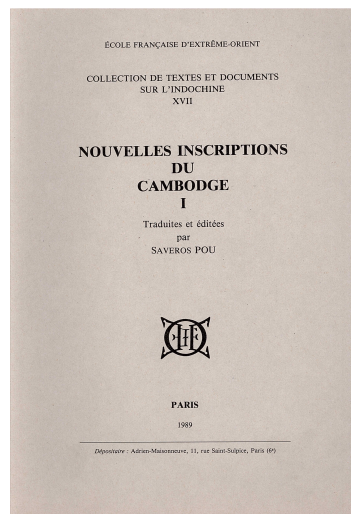 ÉCOLE FRANÇAISE D'EXTRÊME-ORIENT
COLLECTION DE TEXTES ET DOCUMENTS
SUR L'INDOCHINE
XVII
NOUVELLES INSCRIPTIONS
DU
CAMBODGE
I
Traduites et éditées
par
SAVEROS POU
PARIS
1989
Dépositaire : Adrien-Maisonneuve, 11, rue Saint-Sulpice, Paris (6e)